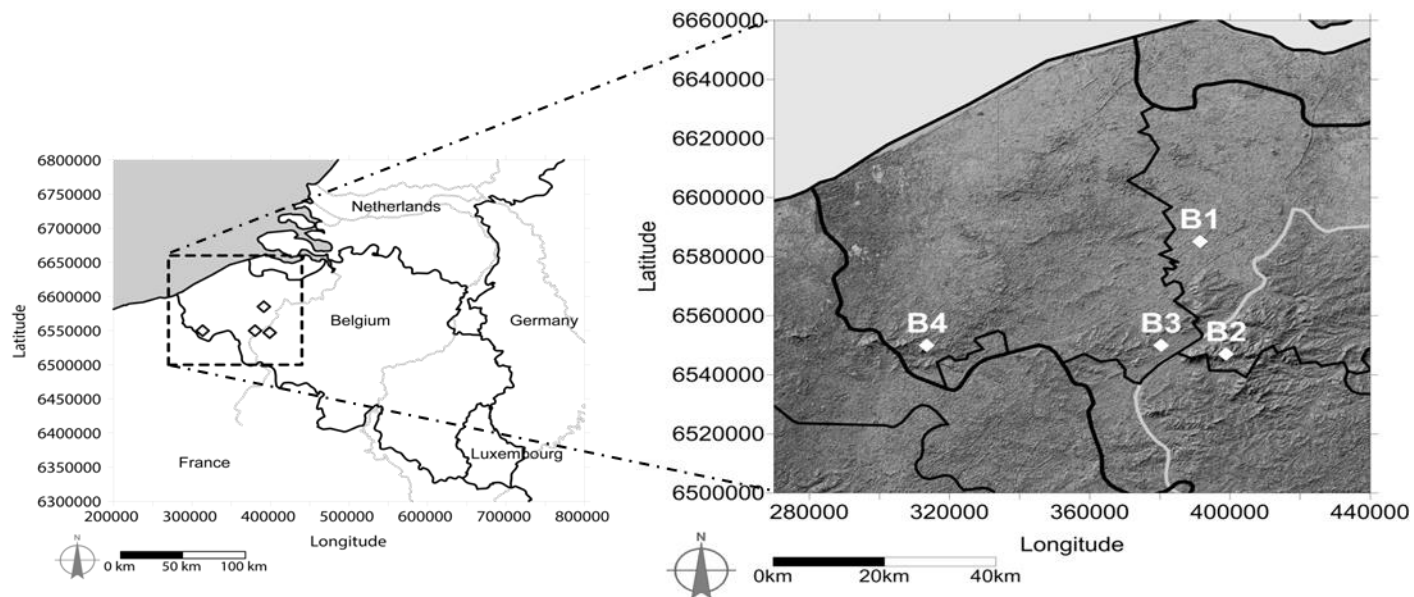 6800000
6750000
6700000
6650000
6600000
6550000
6500000
6450000
6400000
6350000
6300000
Latitude
Netherlands
Belgium
Germany
France
Luxembourg
200000 300000 400000 500000 600000 700000 800000
Longitude
N
0 km 50 km 100 km
6660000
6640000
6620000
6600000
6580000
6560000
6540000
6520000
6500000
Latitude
B1
B4
B3
B2
280000 320000 360000 400000 440000
Longitude
N
0km 20km 40km